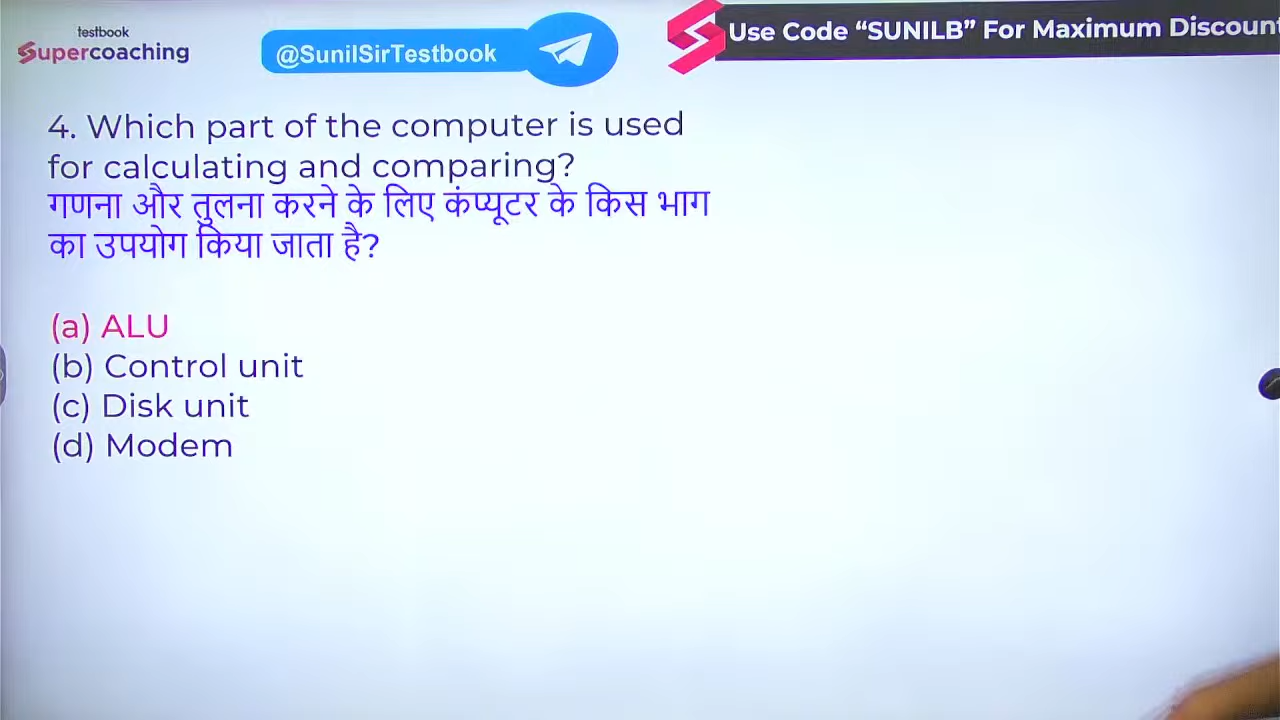 testbook
Supercoaching
@SunilSirTestbook
Use Code “SUNILB” For Maximum Discount
4. Which part of the computer is used
for calculating and comparing?
गणना और तुलना करने के लिए कंप्यूटर के किस भाग
का उपयोग किया जाता है?
(a) ALU
(b) Control unit
(c) Disk unit
(d) Modem